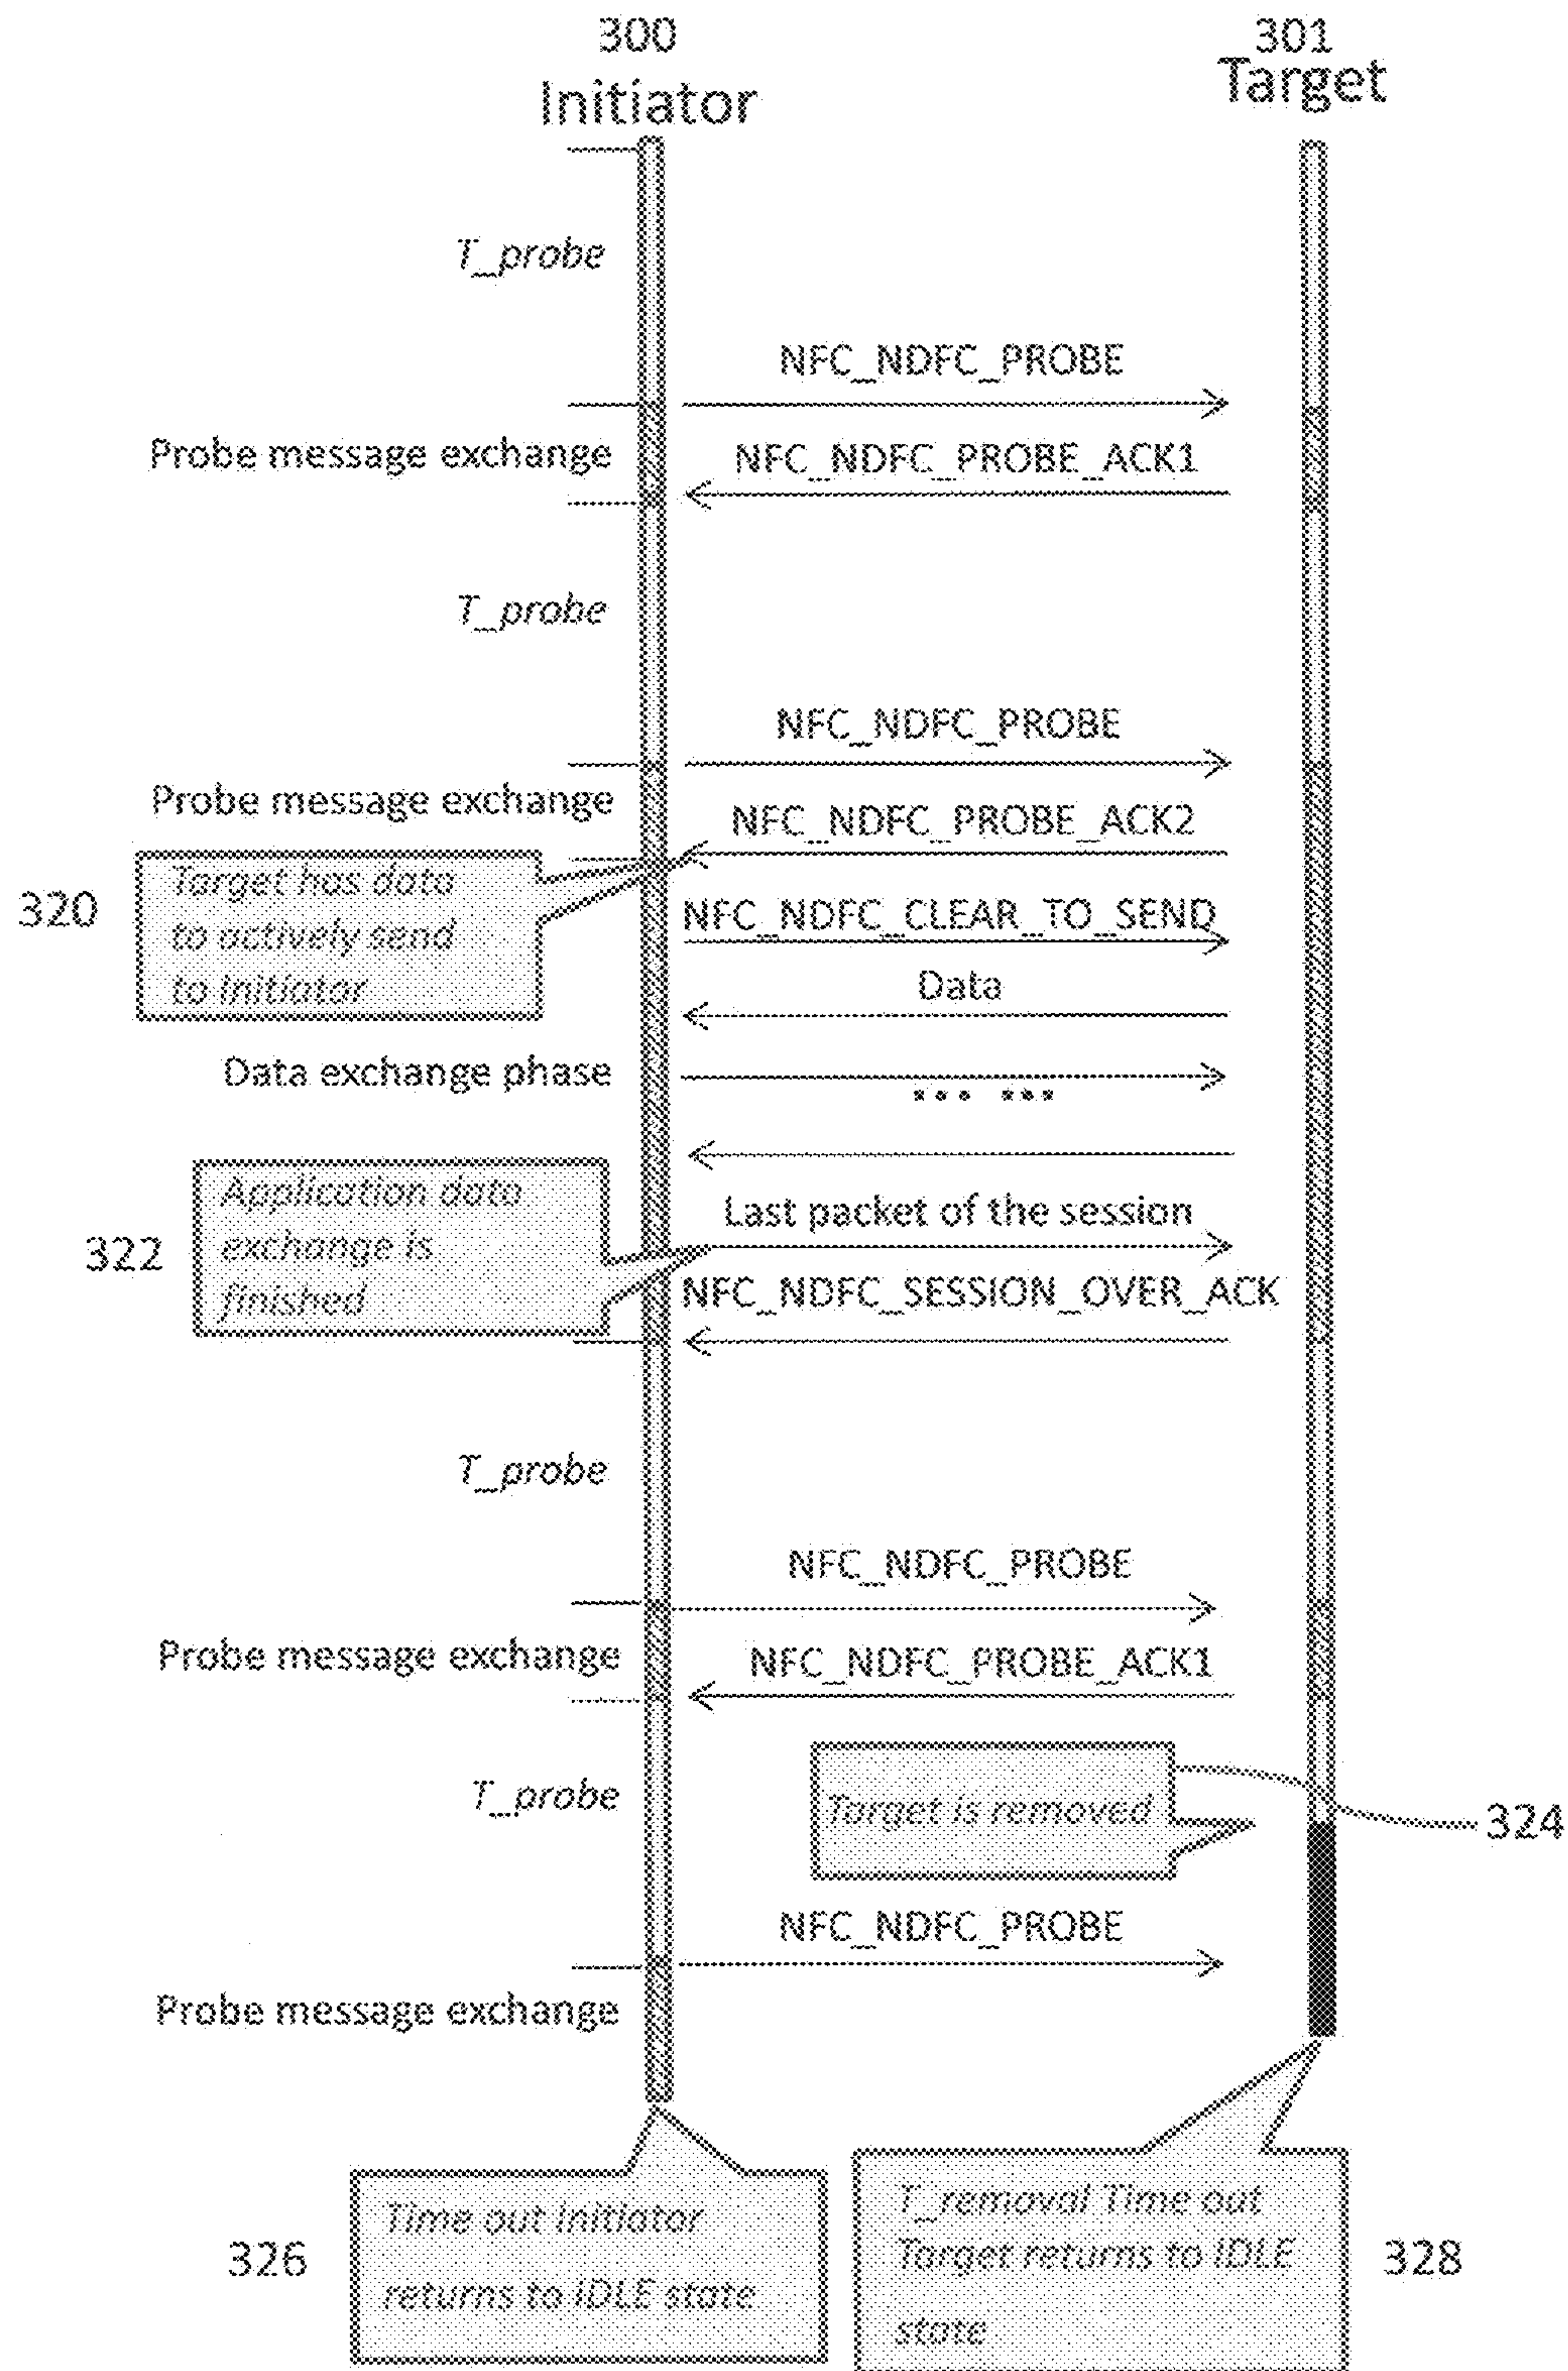 300
Initiator
301
Target
T_probe
NFC_NDFC_PROBE
Probe message exchange
NFC_NDFC_PROBE_ACK1
T_probe
NFC_NDFC_PROBE
Probe message exchange
NFC_NDFC_PROBE_ACK2
320
Target has data
to actively send
to Initiator
NFC_NDFC_CLEAR_TO_SEND
Data
Data exchange phase
... ...
322
Application data
exchange is
finished
Last packet of the session
NFC_NDFC_SESSION_OVER_ACK
T_probe
NFC_NDFC_PROBE
Probe message exchange
NFC_NDFC_PROBE_ACK1
T_probe
Target is removed
324
NFC_NDFC_PROBE
Probe message exchange
326
Time out Initiator
returns to IDLE state
T_removal Time out
Target returns to IDLE
state
328